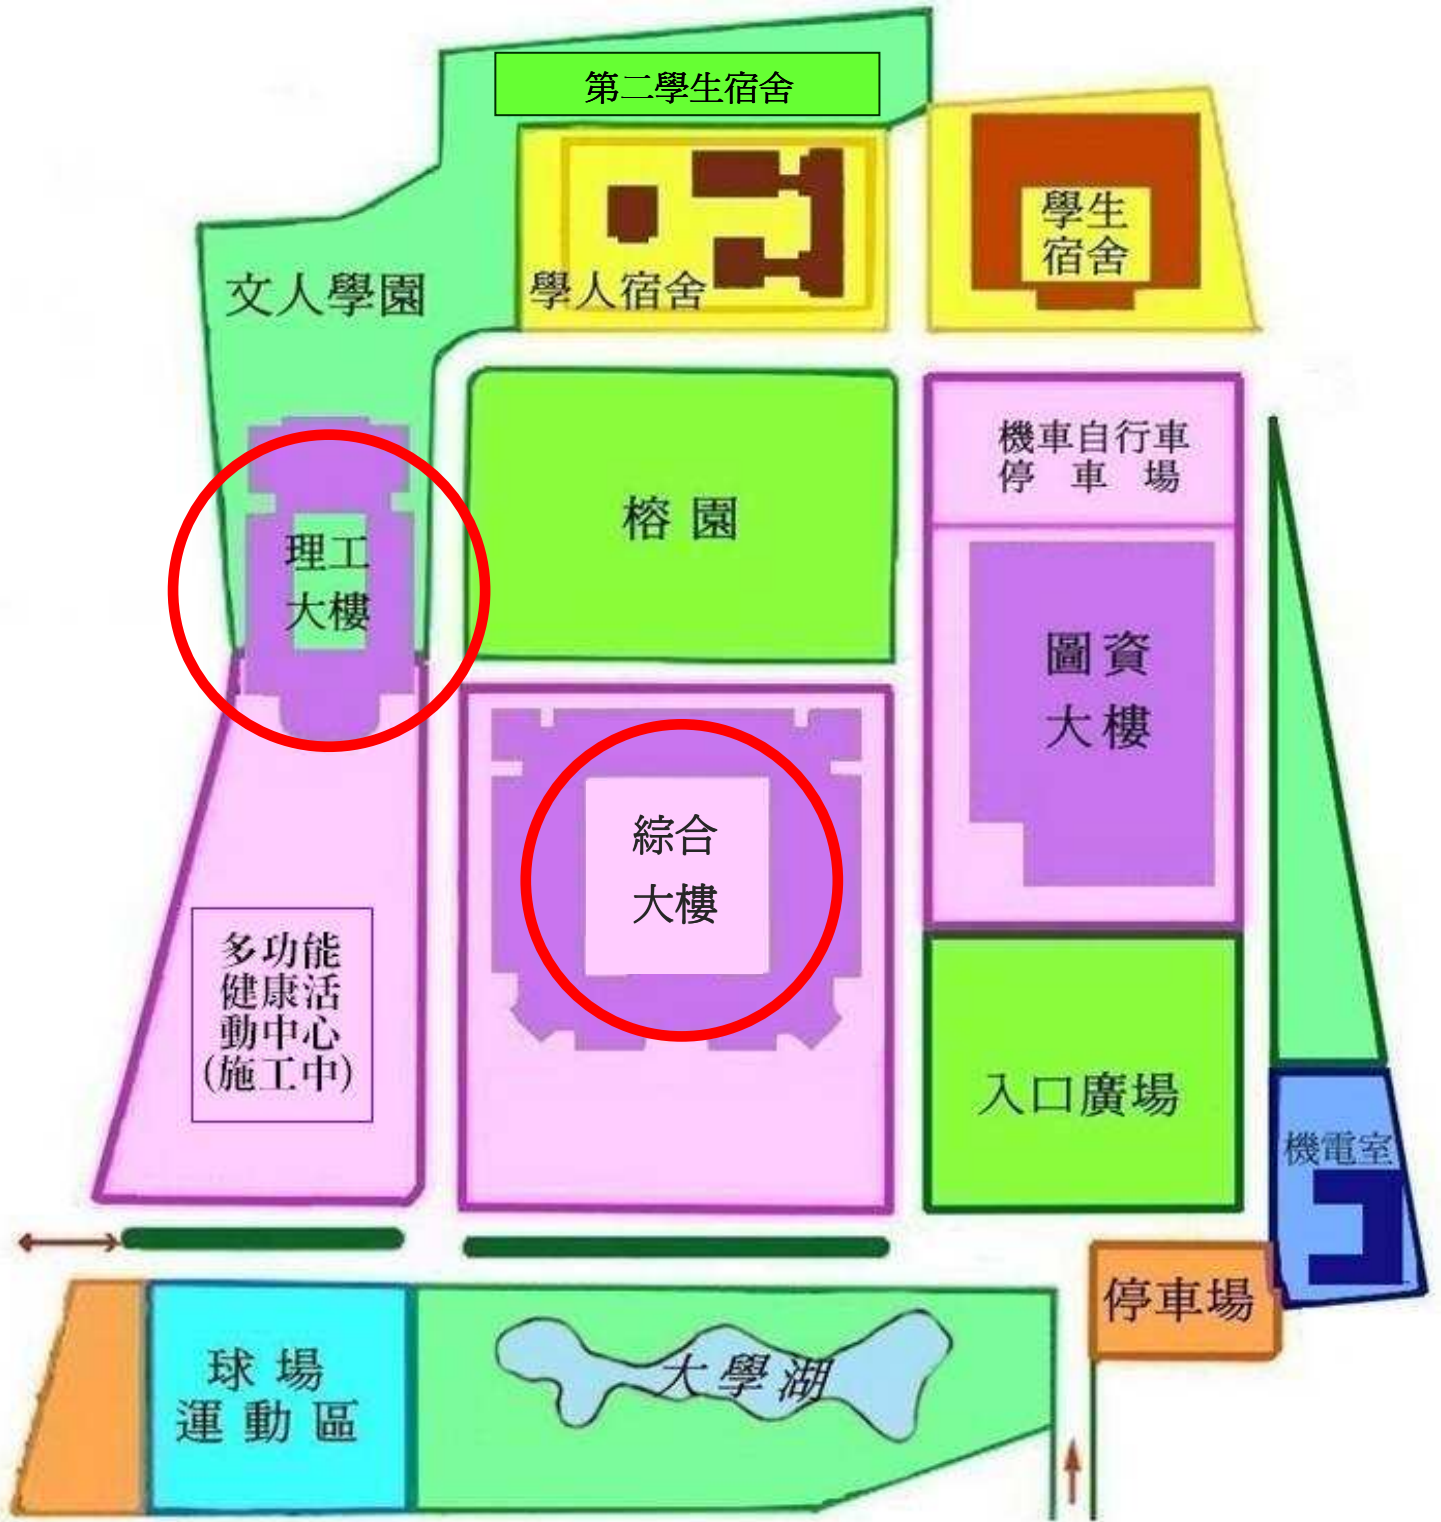 第二學生宿舍
學生
宿舍
文人學園
學人宿舍
機車自行車
停車場
榕園
理工
大樓
圖資
大樓
綜合
大樓
多功能
健康活
動中心
(施工中)
入口廣場
機電室
停車場
球場
運動區
大學湖